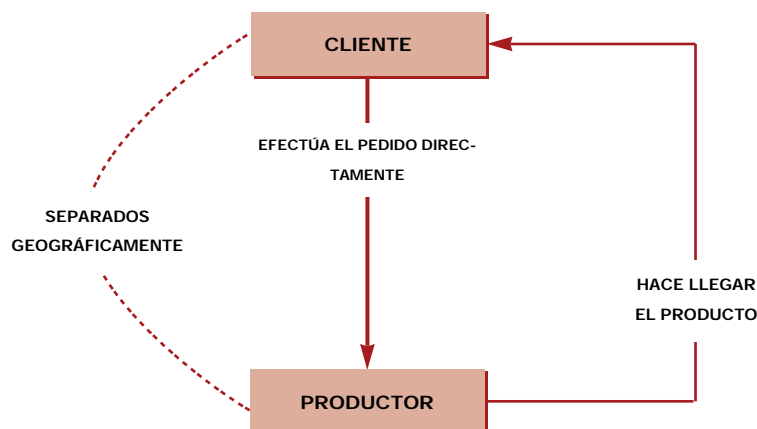 CLIENTE
EFECTÚA EL PEDIDO DIREC-
TAMENTE
SEPARADOS
GEOGRÁFICAMENTE
HACE LLEGAR
EL PRODUCTO
PRODUCTOR